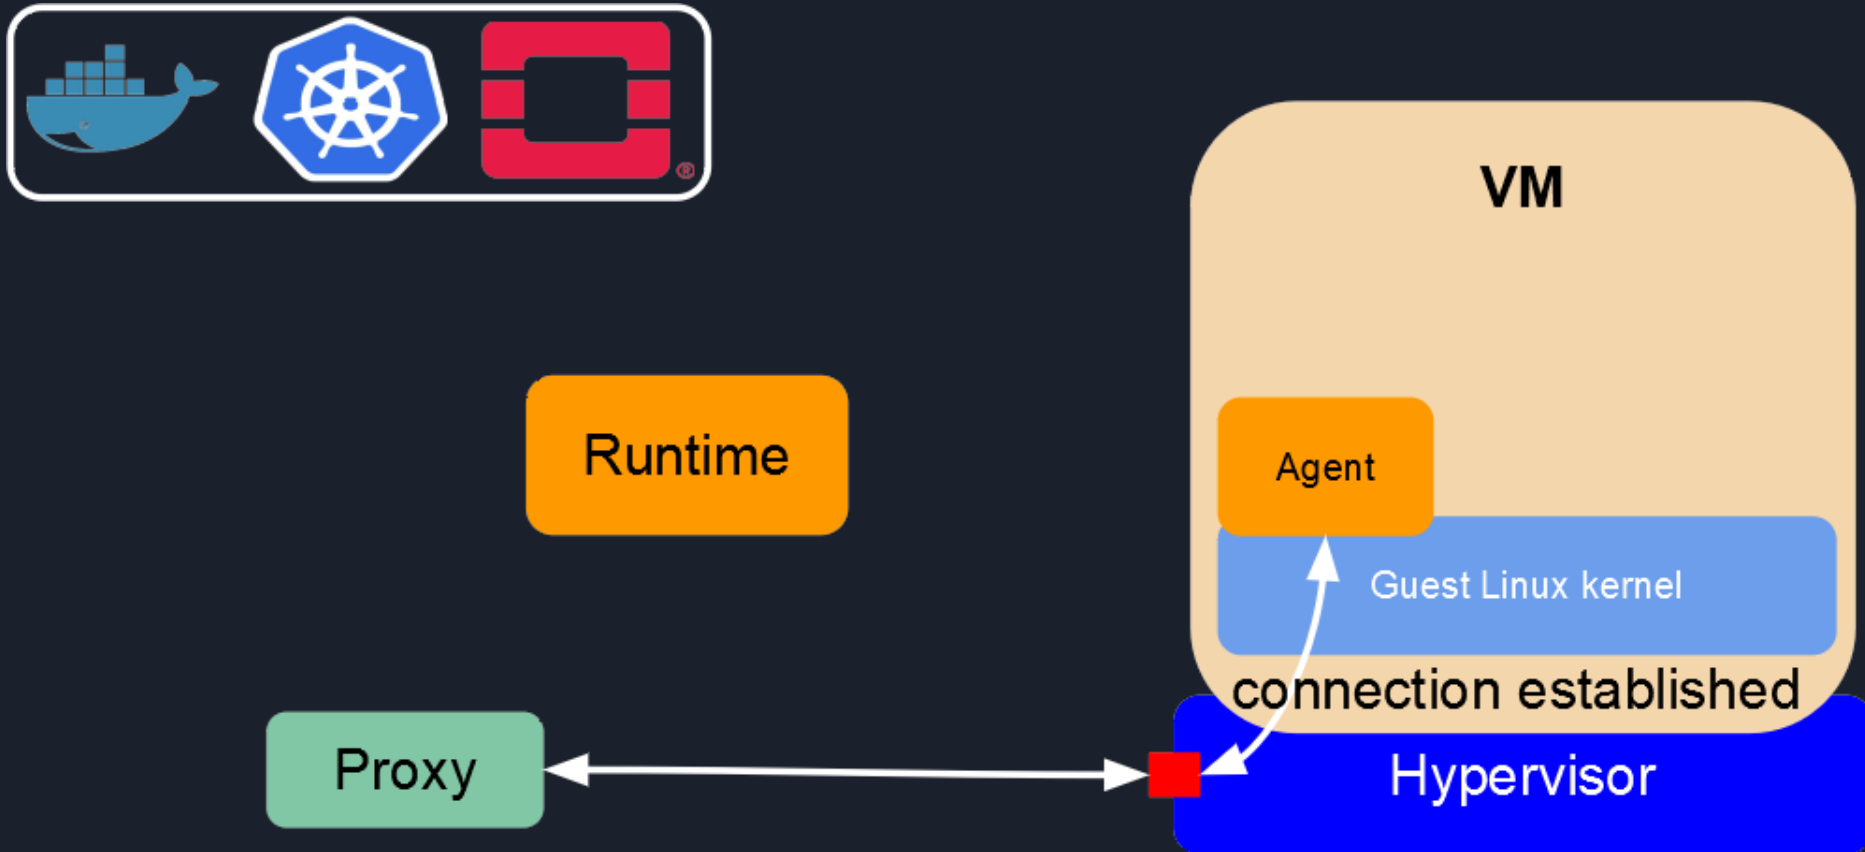 ®
VM
Runtime
Agent
Guest Linux kernel
connection established
Proxy
Hypervisor